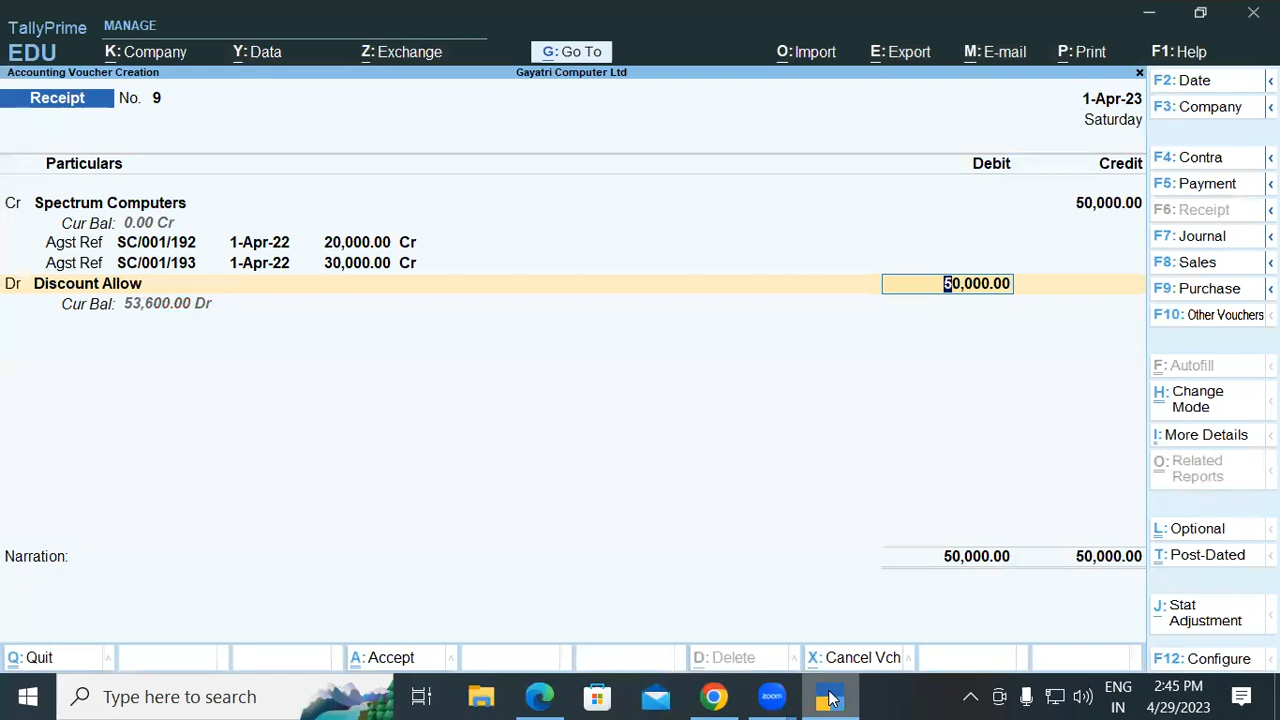 TallyPrime
EDU
MANAGE
K: Company
Y: Data
Z: Exchange
G: Go To
O: Import
E: Export
M: E-mail
P: Print
F1: Help
Accounting Voucher Creation
Gayatri Computer Ltd
×
Receipt No. 9
1-Apr-23
Saturday
Particulars Debit Credit
Cr Spectrum Computers 50,000.00
Cur Bal: 0.00 Cr
Agst Ref SC/001/192 1-Apr-22 20,000.00 Cr
Agst Ref SC/001/193 1-Apr-22 30,000.00 Cr
Dr Discount Allow 50,000.00
Cur Bal: 53,600.00 Dr
Narration: 50,000.00 50,000.00
F2: Date
F3: Company
F4: Contra
F5: Payment
F6: Receipt
F7: Journal
F8: Sales
F9: Purchase
F10: Other Vouchers
F: Autofill
H: Change
Mode
I: More Details
O: Related
Reports
L: Optional
T: Post-Dated
J: Stat
Adjustment
F12: Configure
Q: Quit
A: Accept
D: Delete
X: Cancel Vch
Type here to search
zoom
ENG
IN
2:45 PM
4/29/2023